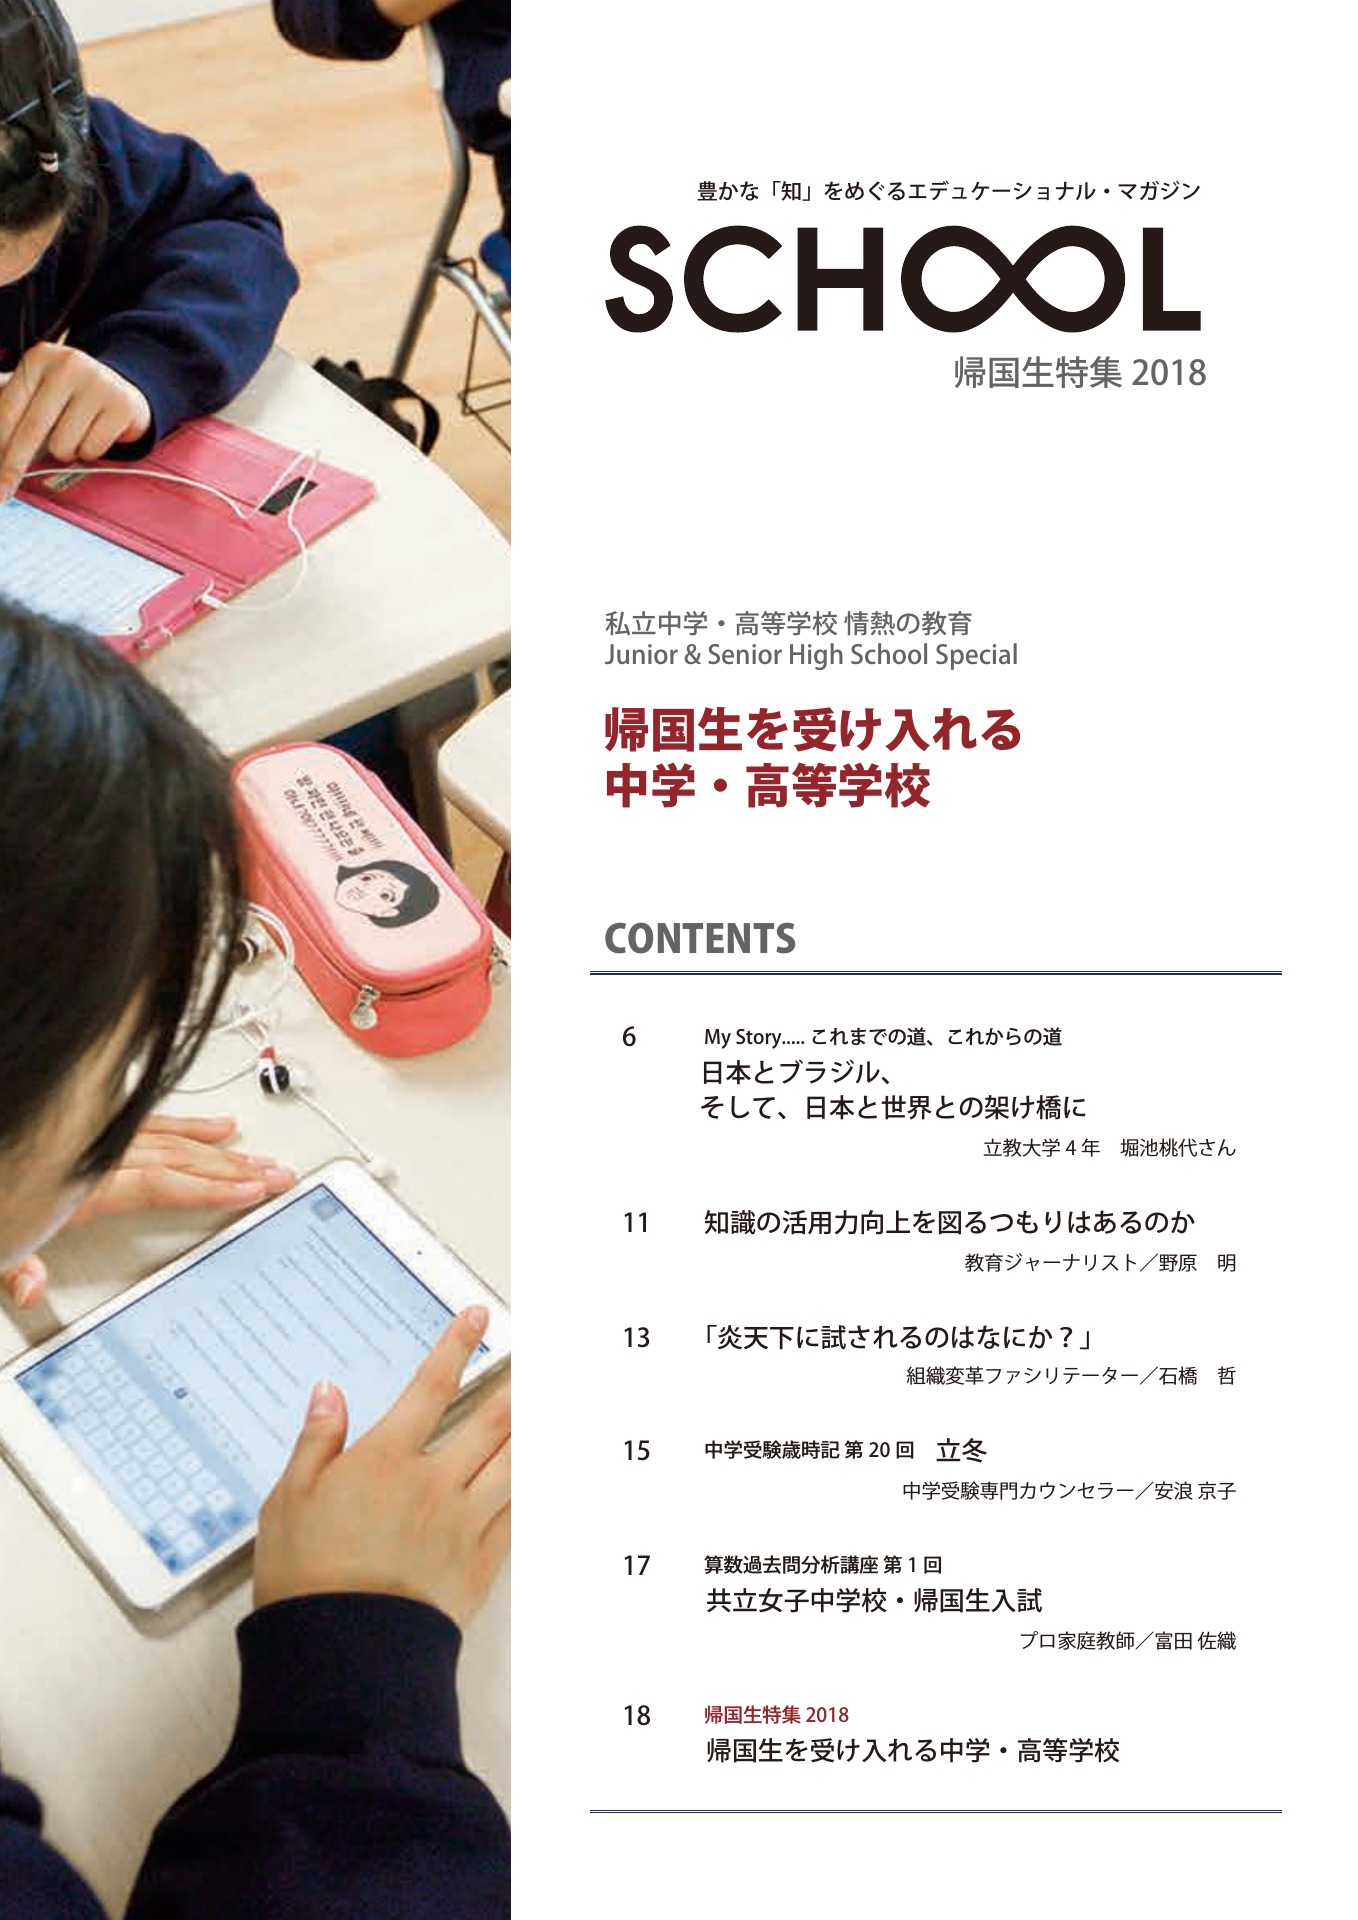 豊かな「知」をめぐるエデュケーショナル・マガジン
SCHOOL
帰国生特集 2018
私立中学・高等学校 情熱の教育
Junior & Senior High School Special
帰国生を受け入れる
中学・高等学校
CONTENTS
6 My Story..... これまでの道、これからの道
日本とブラジル、
そして、日本と世界との架け橋に
立教大学 4 年　堀池桃代さん
11 知識の活用力向上を図るつもりはあるのか
教育ジャーナリスト／野原　明
13 「炎天下に試されるのはなにか？」
組織変革ファシリテーター／石橋　哲
15 中学受験歳時記 第 20 回　立冬
中学受験専門カウンセラー／安浪 京子
17 算数過去問分析講座 第 1 回
共立女子中学校・帰国生入試
プロ家庭教師／富田 佐織
18 帰国生特集 2018
帰国生を受け入れる中学・高等学校